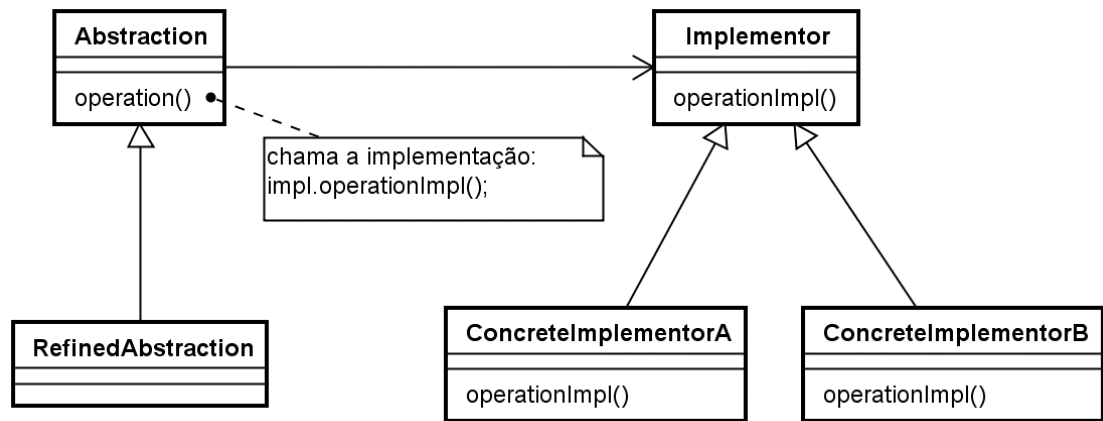 Abstraction
operation()
Implementor
operationImpl()
chama a implementação:
impl.operationImpl();
RefinedAbstraction
ConcreteImplementorA
operationImpl()
ConcreteImplementorB
operationImpl()